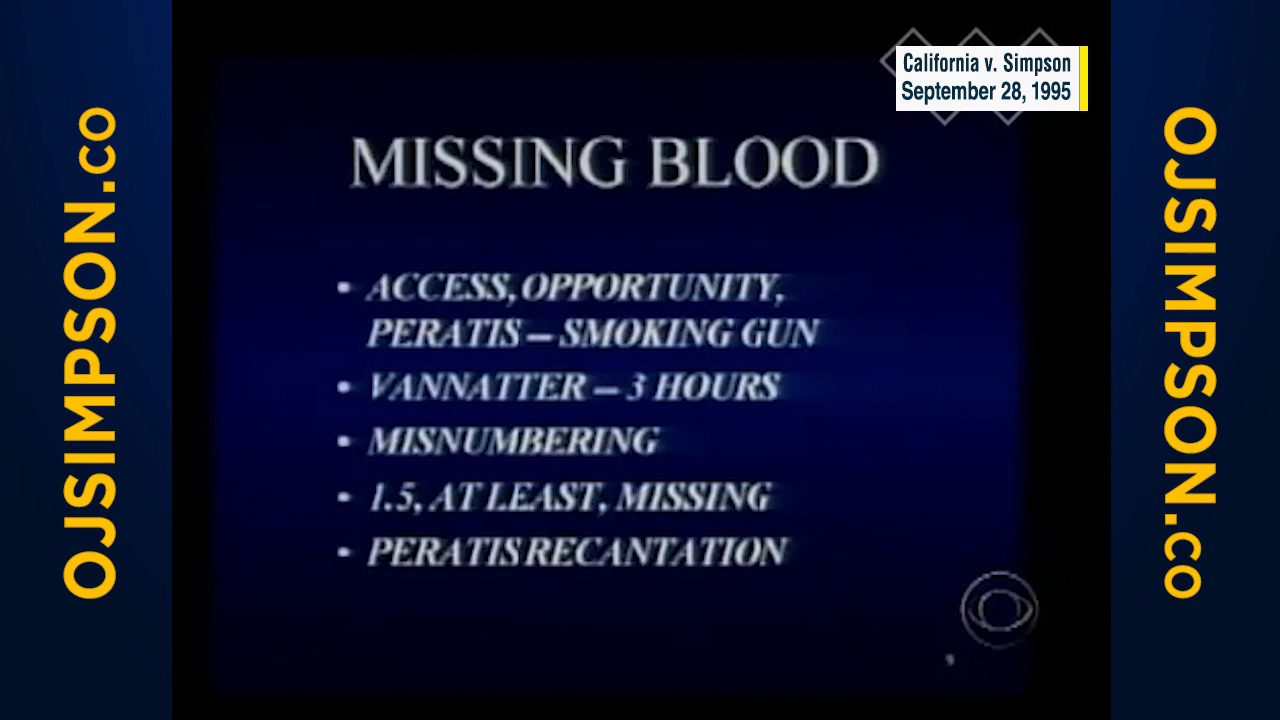 California v. Simpson
September 28, 1995
MISSING BLOOD
• ACCESS, OPPORTUNITY,
PERATIS – SMOKING GUN
• VANNATTER – 3 HOURS
• MISNUMBERING
• 1.5, AT LEAST, MISSING
• PERATIS RECANTATION
OJSIMPSON.co
OJSIMPSON.co